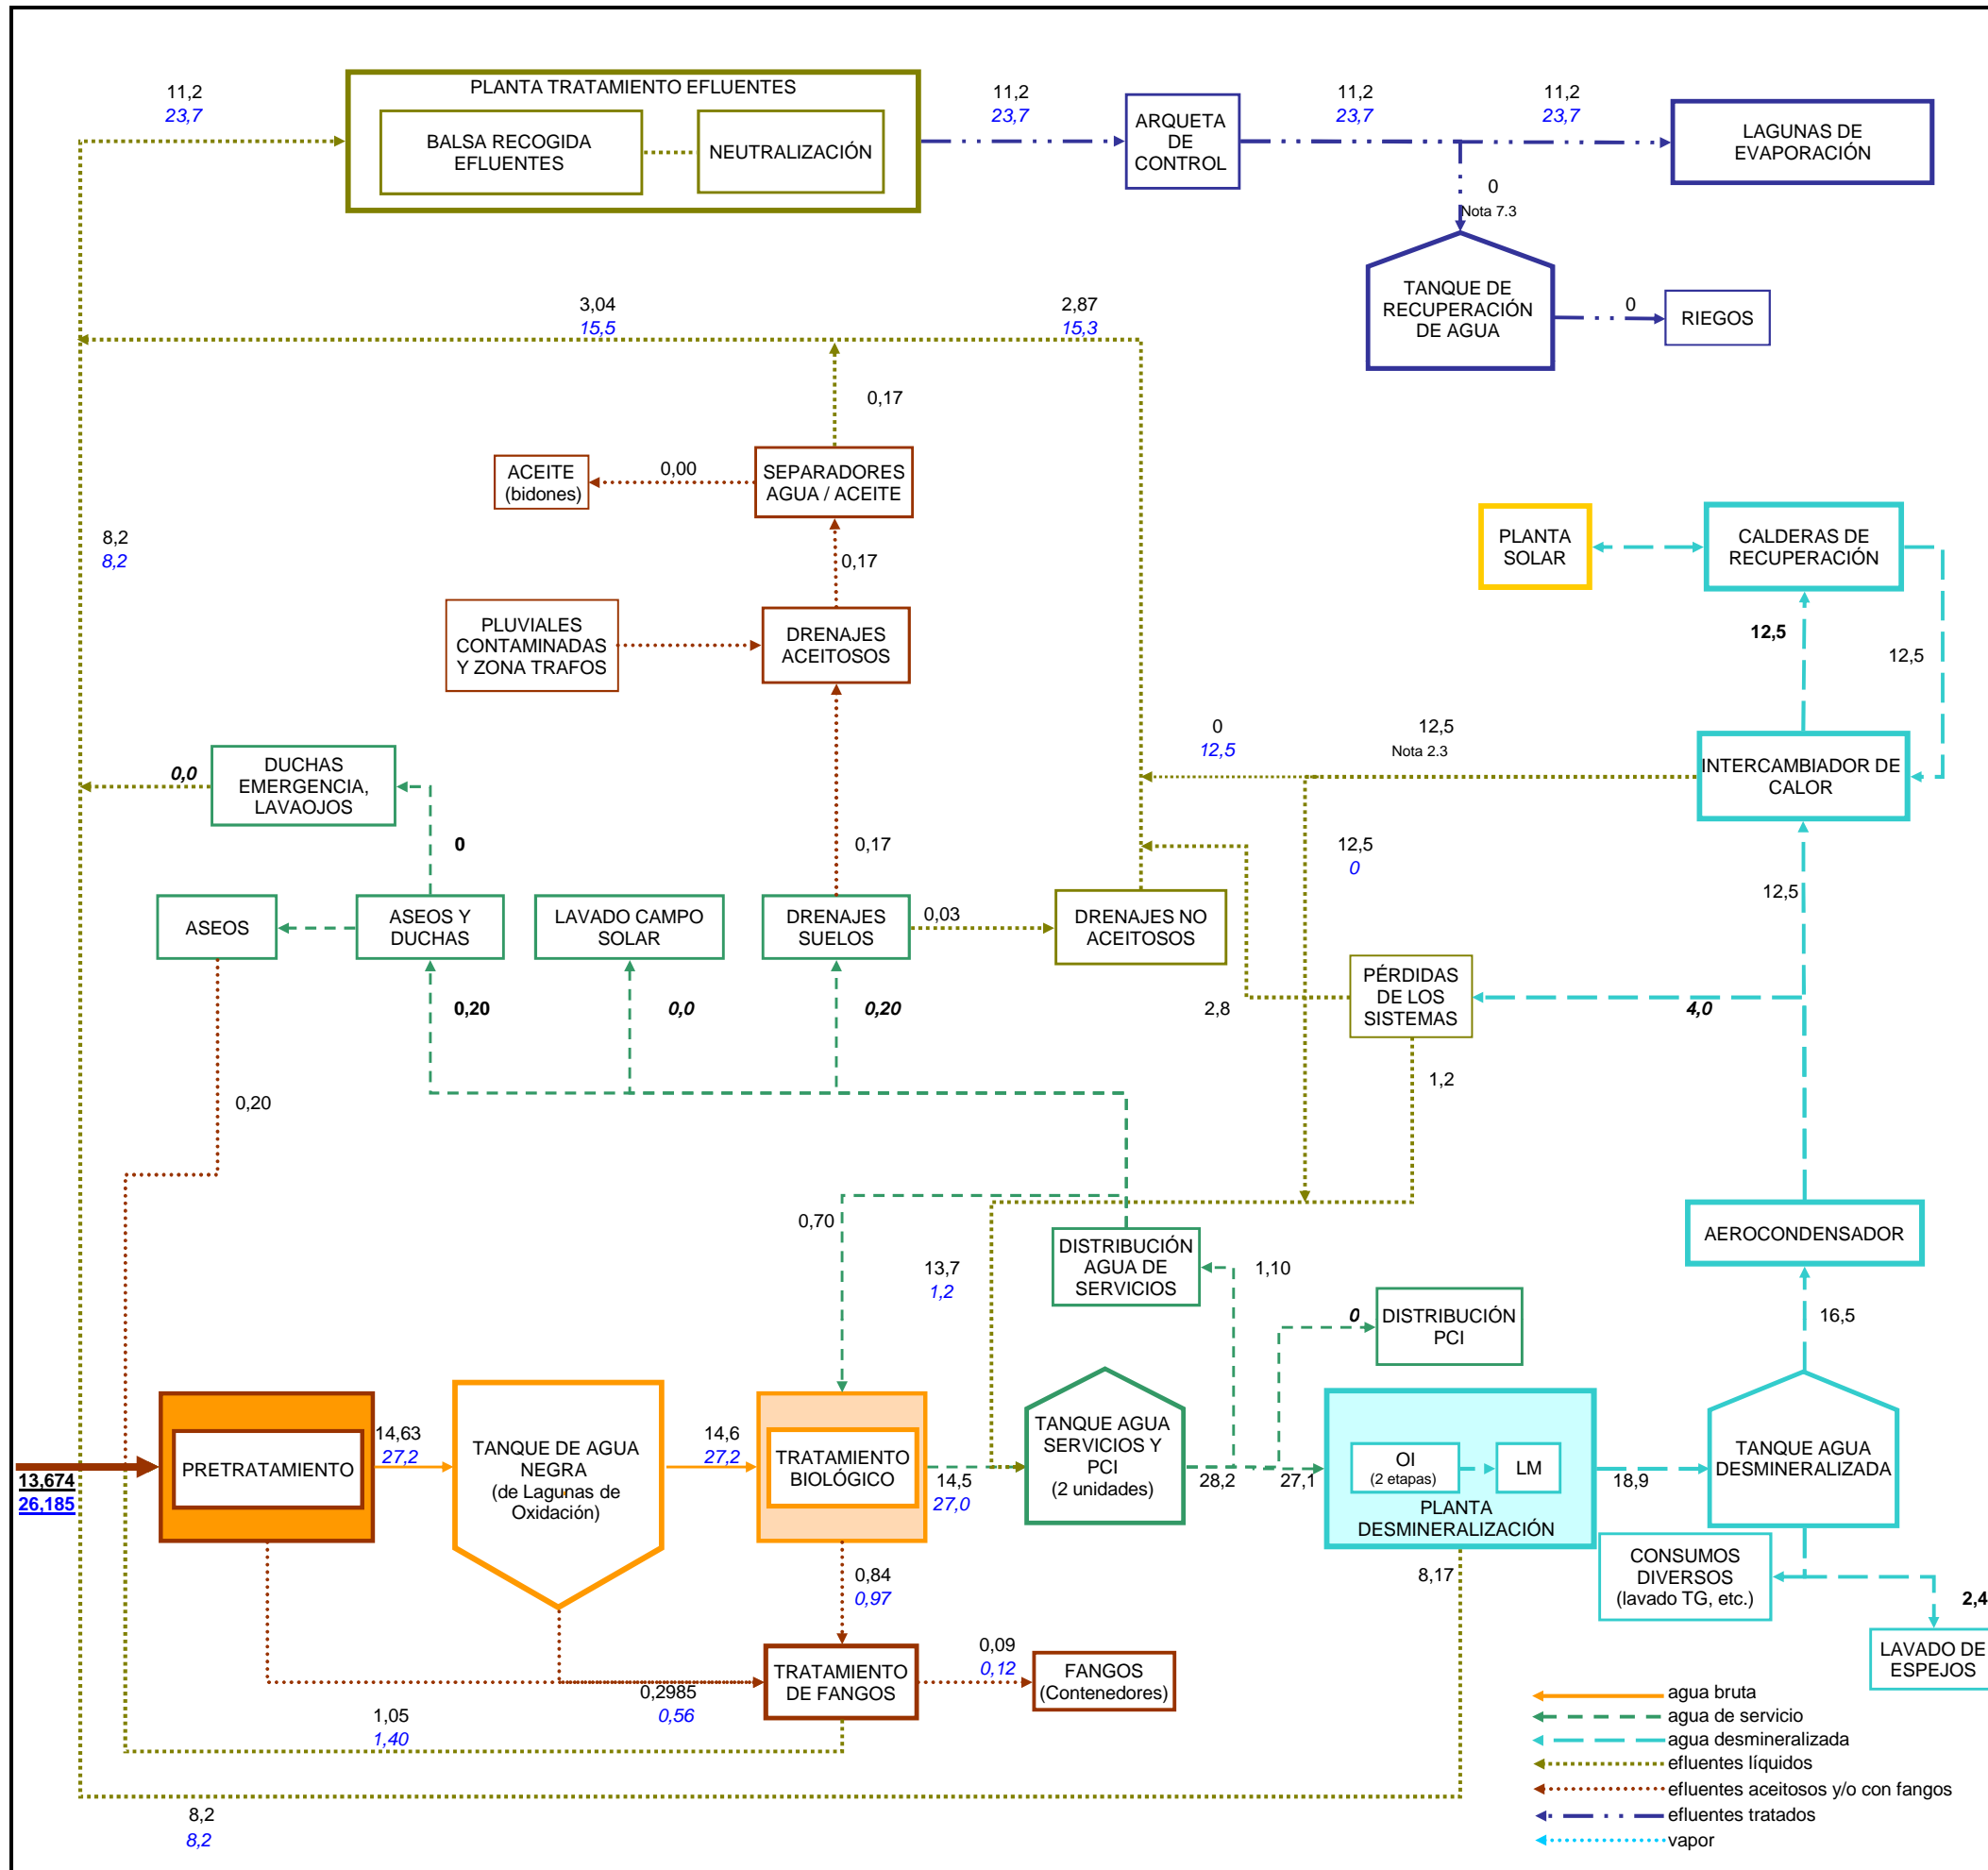 11,2
23,7
PLANTA TRATAMIENTO EFLUENTES
BALSA RECOGIDA
EFLUENTES
NEUTRALIZACIÓN
11,2
23,7
ARQUETA
DE
CONTROL
11,2
23,7
11,2
23,7
LAGUNAS DE
EVAPORACIÓN
0
Nota 7.3
TANQUE DE
RECUPERACIÓN
DE AGUA
0
RIEGOS
3,04
15,5
2,87
15,3
0,17
ACEITE
(bidones)
0,00
SEPARADORES
AGUA / ACEITE
8,2
8,2
0,17
PLANTA
SOLAR
CALDERAS DE
RECUPERACIÓN
PLUVIALES
CONTAMINADAS
Y ZONA TRAFOS
DRENAJES
ACEITOSOS
12,5
12,5
0
12,5
12,5
Nota 2.3
INTERCAMBIADOR DE
CALOR
0,0
DUCHAS
EMERGENCIA,
LAVAOJOS
0
0,17
12,5
0
12,5
ASEOS
ASEOS Y
DUCHAS
LAVADO CAMPO
SOLAR
DRENAJES
SUELOS
0,03
DRENAJES NO
ACEITOSOS
PÉRDIDAS
DE LOS
SISTEMAS
0,20
0,0
0,20
2,8
4,0
1,2
0,20
0,70
DISTRIBUCIÓN
AGUA DE
SERVICIOS
13,7
1,2
1,10
AEROCONDENSADOR
0
DISTRIBUCIÓN
PCI
16,5
PRETRATAMIENTO
13,674
26,185
14,63
27,2
TANQUE DE AGUA
NEGRA
(de Lagunas de
Oxidación)
14,6
27,2
TRATAMIENTO
BIOLÓGICO
14,5
27,0
TANQUE AGUA
SERVICIOS Y
PCI
(2 unidades)
28,2
27,1
OI
(2 etapas)
LM
PLANTA
DESMINERALIZACIÓN
18,9
TANQUE AGUA
DESMINERALIZADA
0,84
0,97
8,17
CONSUMOS
DIVERSOS
(lavado TG, etc.)
2,4
LAVADO DE
ESPEJOS
TRATAMIENTO
DE FANGOS
0,09
0,12
FANGOS
(Contenedores)
0,2985
0,56
1,05
1,40
8,2
8,2
agua bruta
agua de servicio
agua desmineralizada
efluentes líquidos
efluentes aceitosos y/o con fangos
efluentes tratados
vapor